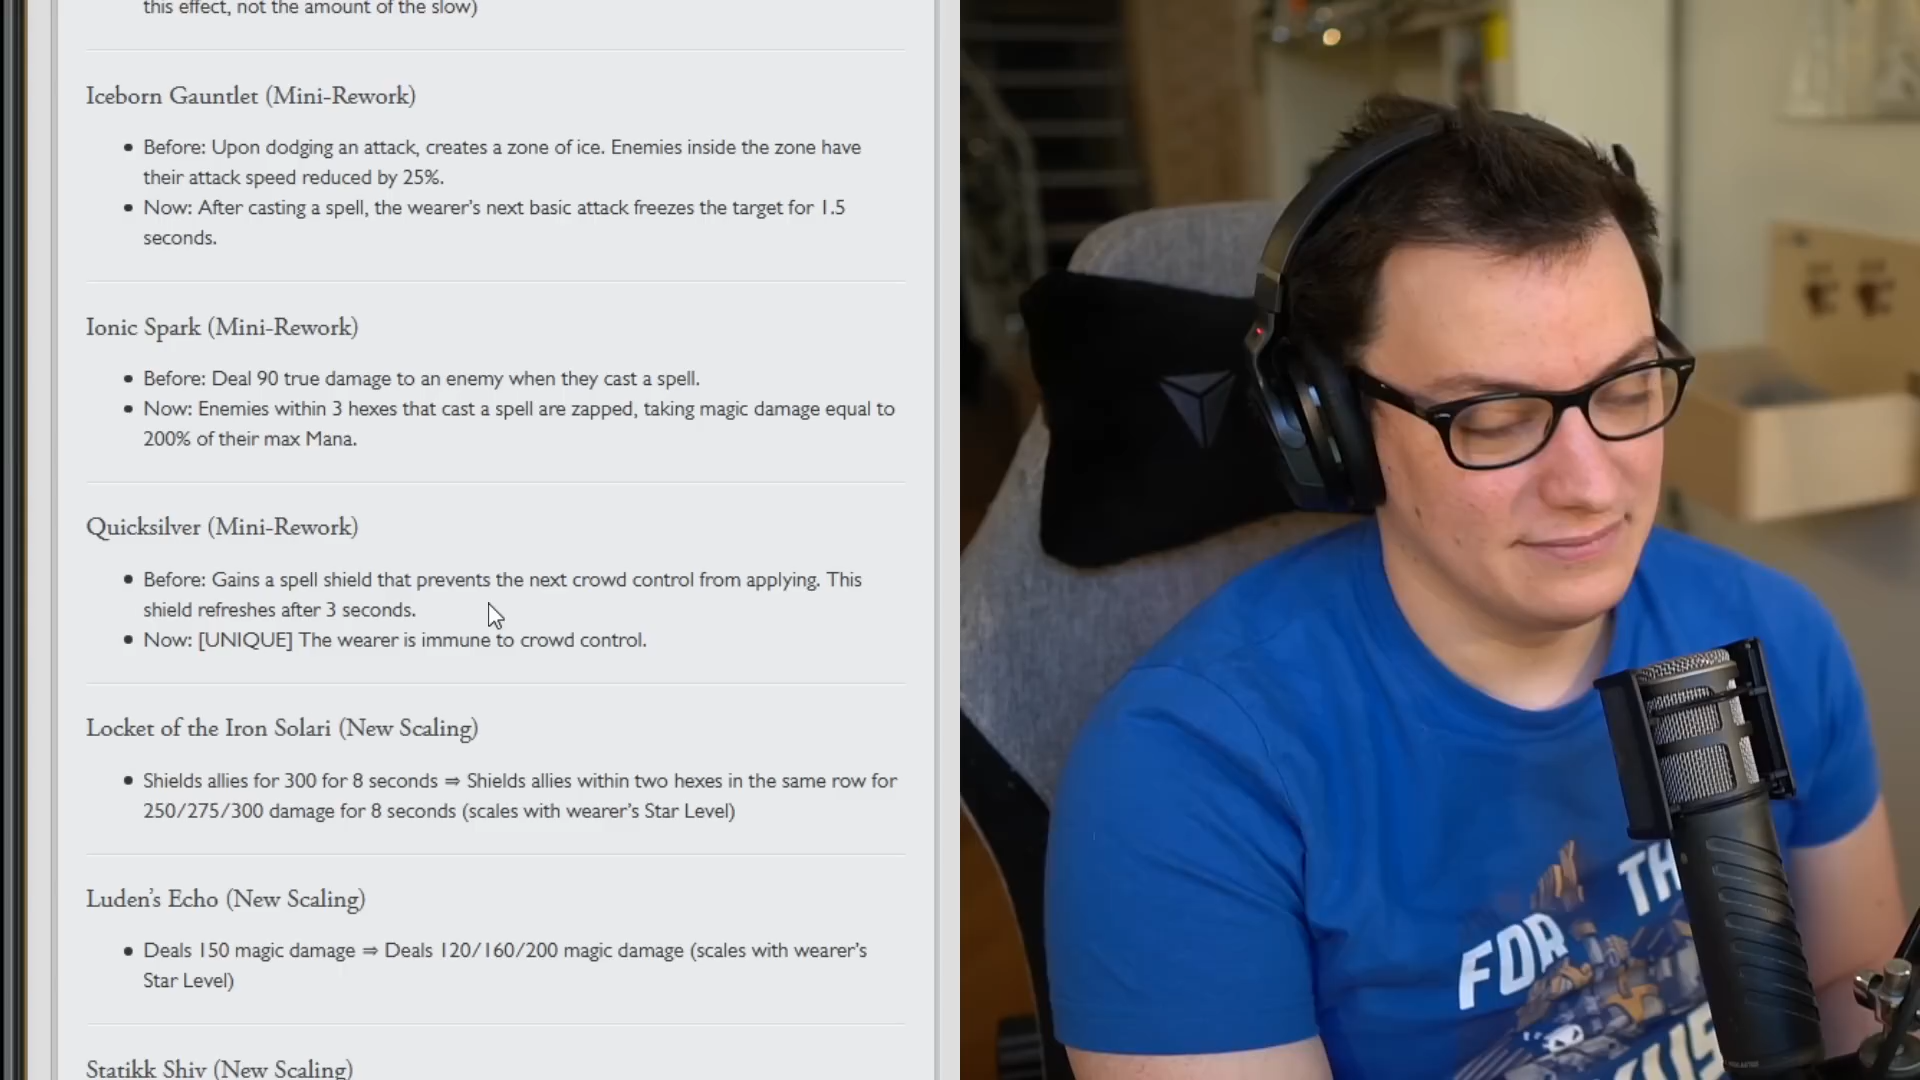 this effect, not the amount of the slow)
Iceborn Gauntlet (Mini-Rework)
• Before: Upon dodging an attack, creates a zone of ice. Enemies inside the zone have
their attack speed reduced by 25%.
• Now: After casting a spell, the wearer's next basic attack freezes the target for 1.5
seconds.
Ionic Spark (Mini-Rework)
• Before: Deal 90 true damage to an enemy when they cast a spell.
• Now: Enemies within 3 hexes that cast a spell are zapped, taking magic damage equal to
200% of their max Mana.
Quicksilver (Mini-Rework)
• Before: Gains a spell shield that prevents the next crowd control from applying. This
shield refreshes after 3 seconds.
• Now: [UNIQUE] The wearer is immune to crowd control.
Locket of the Iron Solari (New Scaling)
• Shields allies for 300 for 8 seconds ⇒ Shields allies within two hexes in the same row for
250/275/300 damage for 8 seconds (scales with wearer's Star Level)
Luden's Echo (New Scaling)
• Deals 150 magic damage ⇒ Deals 120/160/200 magic damage (scales with wearer's
Star Level)
Statikk Shiv (New Scaling)
FOR TH